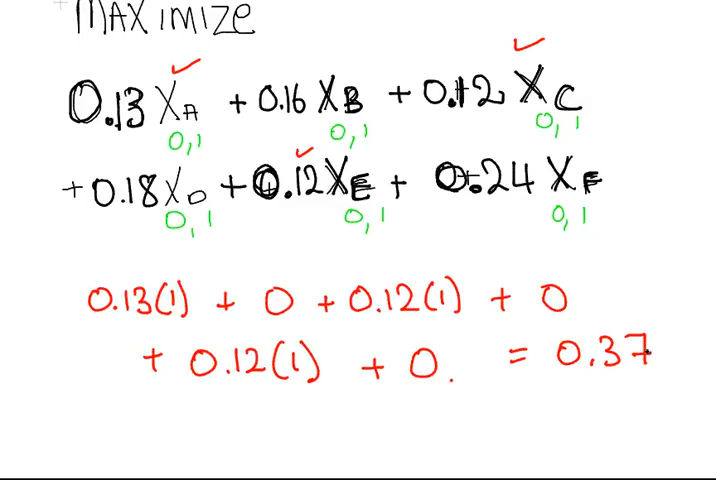 MAXIMIZE
0.13 XA + 0.16 XB + 0.12 XC
0,1 0,1 0,1
+ 0.18 XD + 0.12 XE + 0.24 XF
0,1 0,1 0,1
0.13(1) + 0 + 0.12(1) + 0
+ 0.12(1) + 0. = 0.37